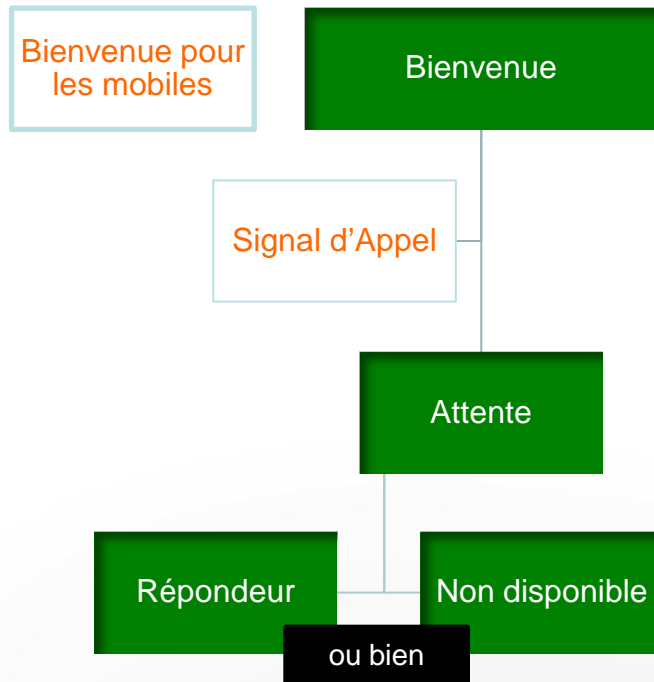 Bienvenue pour
les mobiles
Bienvenue
Signal d’Appel
Attente
Répondeur
Non disponible
ou bien